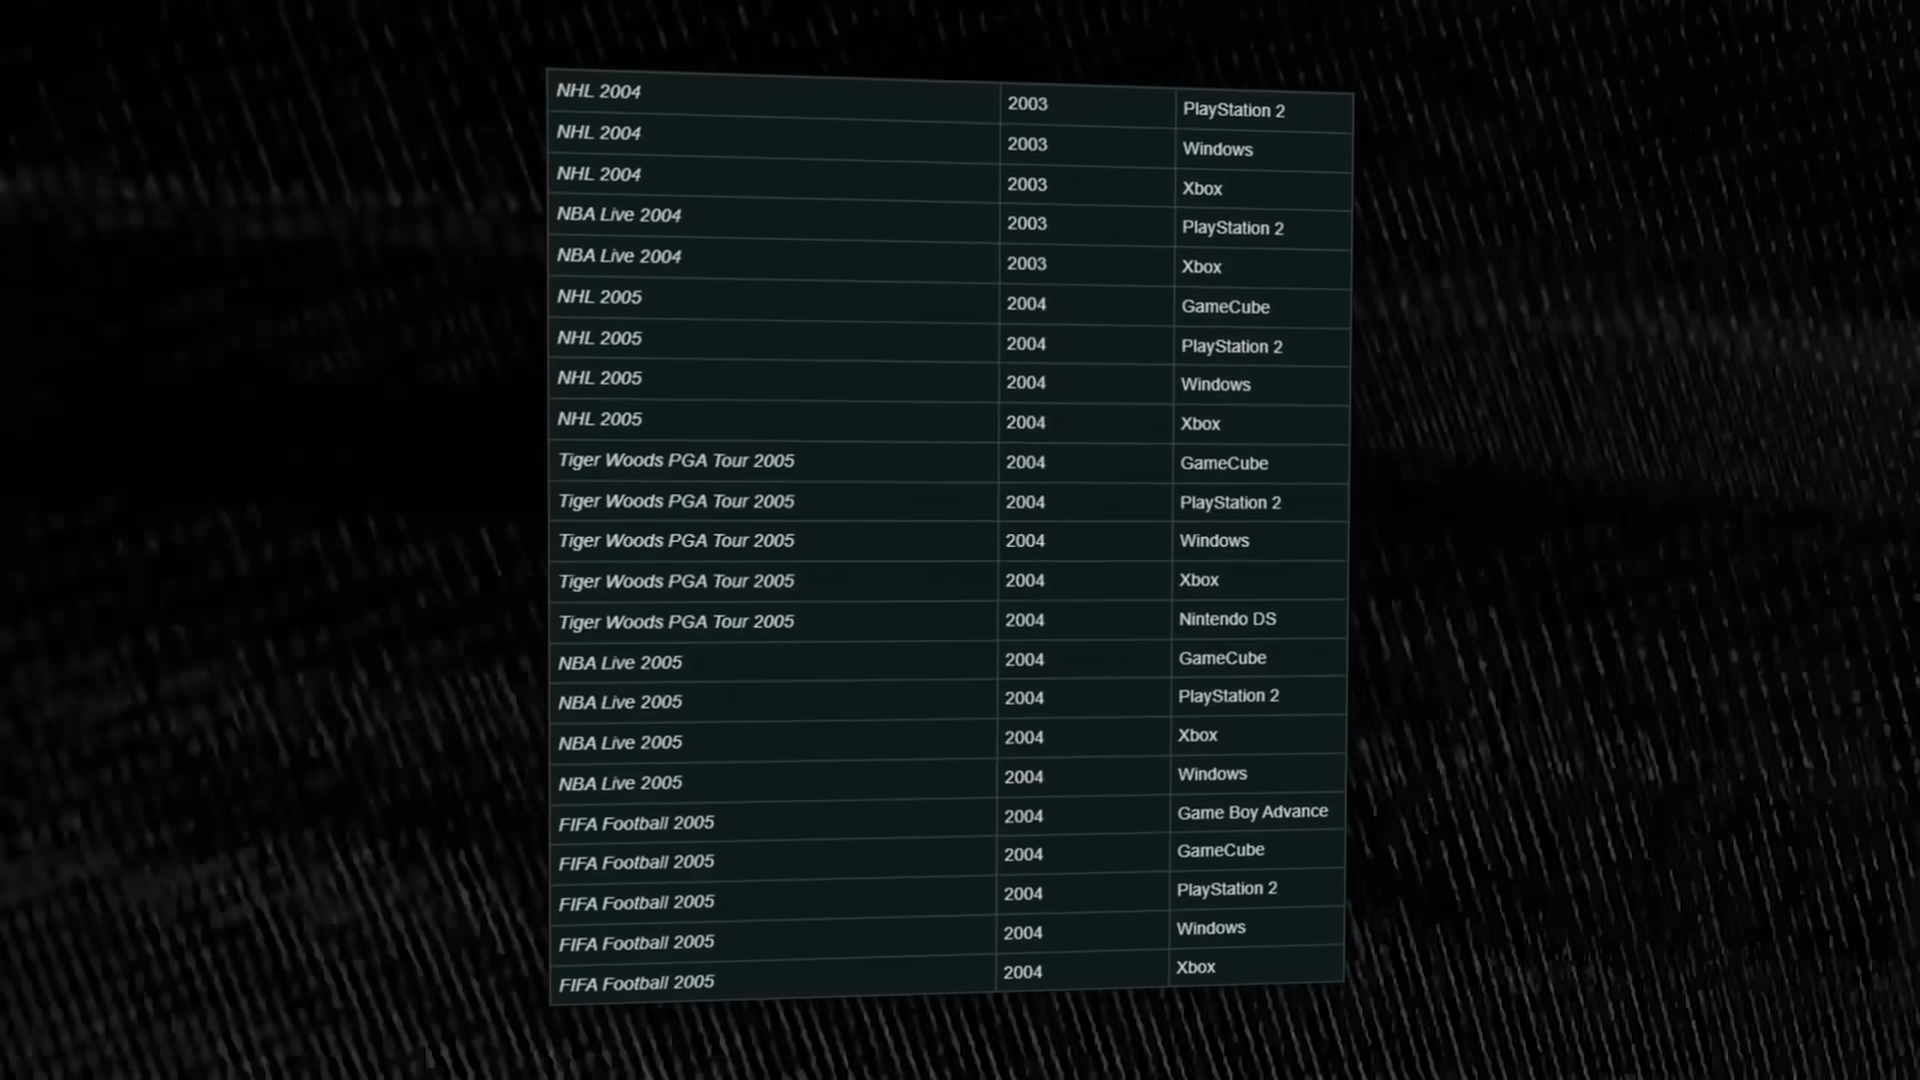 NHL 2004 2003 PlayStation 2
NHL 2004 2003 Windows
NHL 2004 2003 Xbox
NBA Live 2004 2003 PlayStation 2
NBA Live 2004 2003 Xbox
NHL 2005 2004 GameCube
NHL 2005 2004 PlayStation 2
NHL 2005 2004 Windows
NHL 2005 2004 Xbox
Tiger Woods PGA Tour 2005 2004 GameCube
Tiger Woods PGA Tour 2005 2004 PlayStation 2
Tiger Woods PGA Tour 2005 2004 Windows
Tiger Woods PGA Tour 2005 2004 Xbox
Tiger Woods PGA Tour 2005 2004 Nintendo DS
NBA Live 2005 2004 GameCube
NBA Live 2005 2004 PlayStation 2
NBA Live 2005 2004 Xbox
NBA Live 2005 2004 Windows
FIFA Football 2005 2004 Game Boy Advance
FIFA Football 2005 2004 GameCube
FIFA Football 2005 2004 PlayStation 2
FIFA Football 2005 2004 Windows
FIFA Football 2005 2004 Xbox